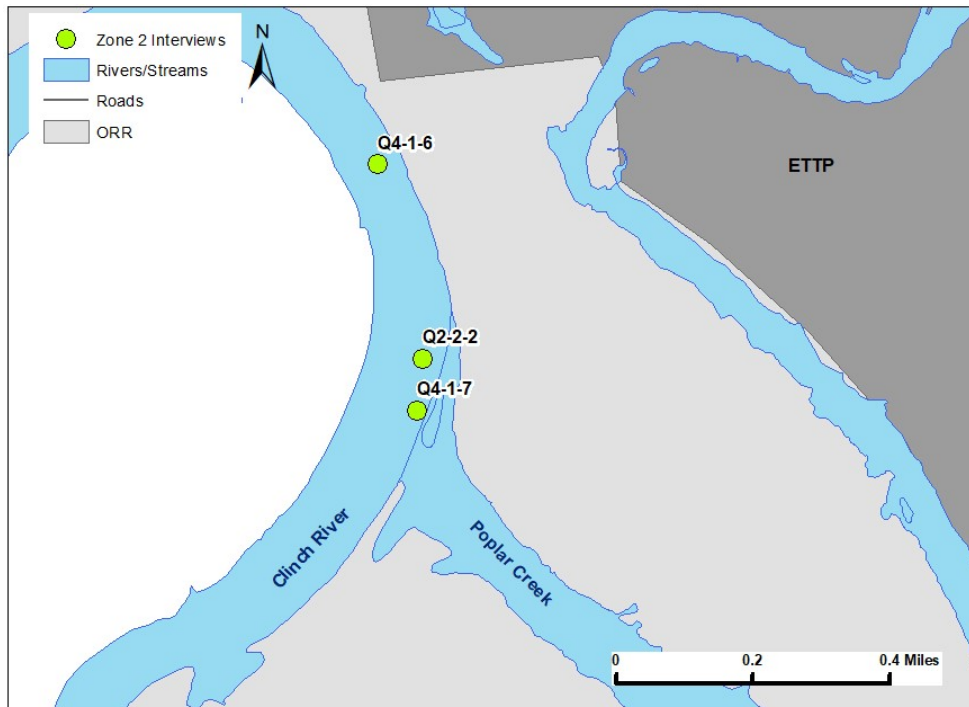 Zone 2 Interviews
Rivers/Streams
Roads
ORR
N
Q4-1-6
ETTP
Q2-2-2
Q4-1-7
Clinch River
Poplar Creek
0 0.2 0.4 Miles